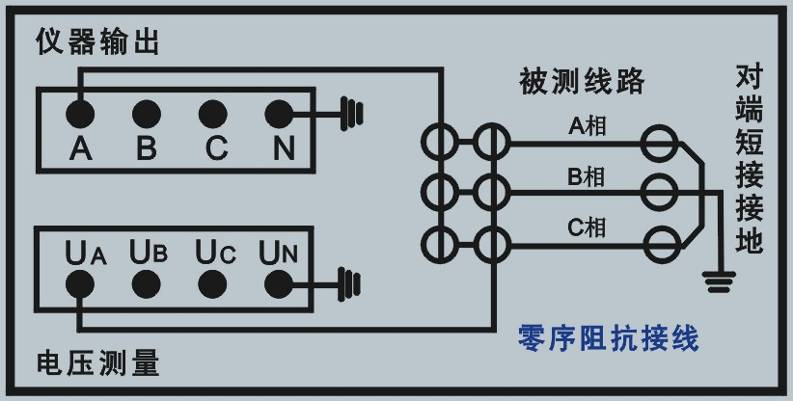 仪器输出
A B C N
UA UB UC UN
电压测量
被测线路
A相
B相
C相
对端短接接地
零序阻抗接线